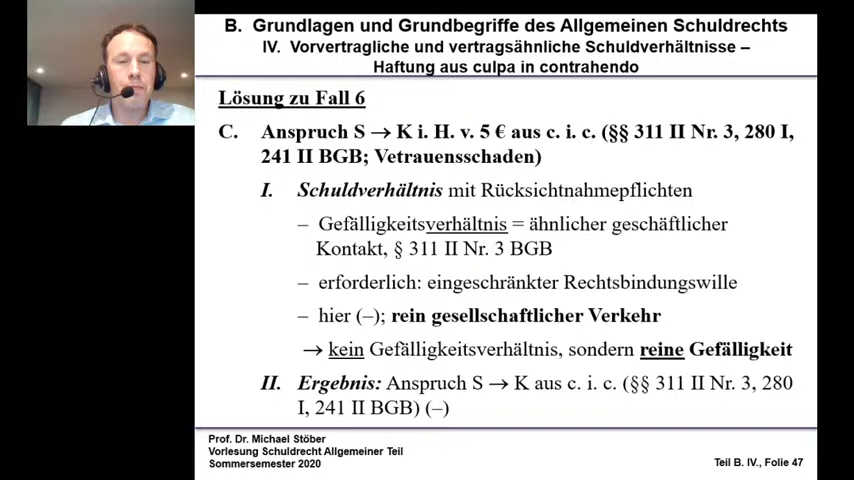 B. Grundlagen und Grundbegriffe des Allgemeinen Schuldrechts
IV. Vorvertragliche und vertragsähnliche Schuldverhältnisse –
Haftung aus culpa in contrahendo
Lösung zu Fall 6
C. Anspruch S → K i. H. v. 5 € aus c. i. c. (§§ 311 II Nr. 3, 280 I,
241 II BGB; Vetrauensschaden)
I. Schuldverhältnis mit Rücksichtnahmepflichten
– Gefälligkeitsverhältnis = ähnlicher geschäftlicher
Kontakt, § 311 II Nr. 3 BGB
– erforderlich: eingeschränkter Rechtsbindungswille
– hier (–); rein gesellschaftlicher Verkehr
→ kein Gefälligkeitsverhältnis, sondern reine Gefälligkeit
II. Ergebnis: Anspruch S → K aus c. i. c. (§§ 311 II Nr. 3, 280
I, 241 II BGB) (–)
Prof. Dr. Michael Stöber
Vorlesung Schuldrecht Allgemeiner Teil
Sommersemester 2020
Teil B. IV., Folie 47